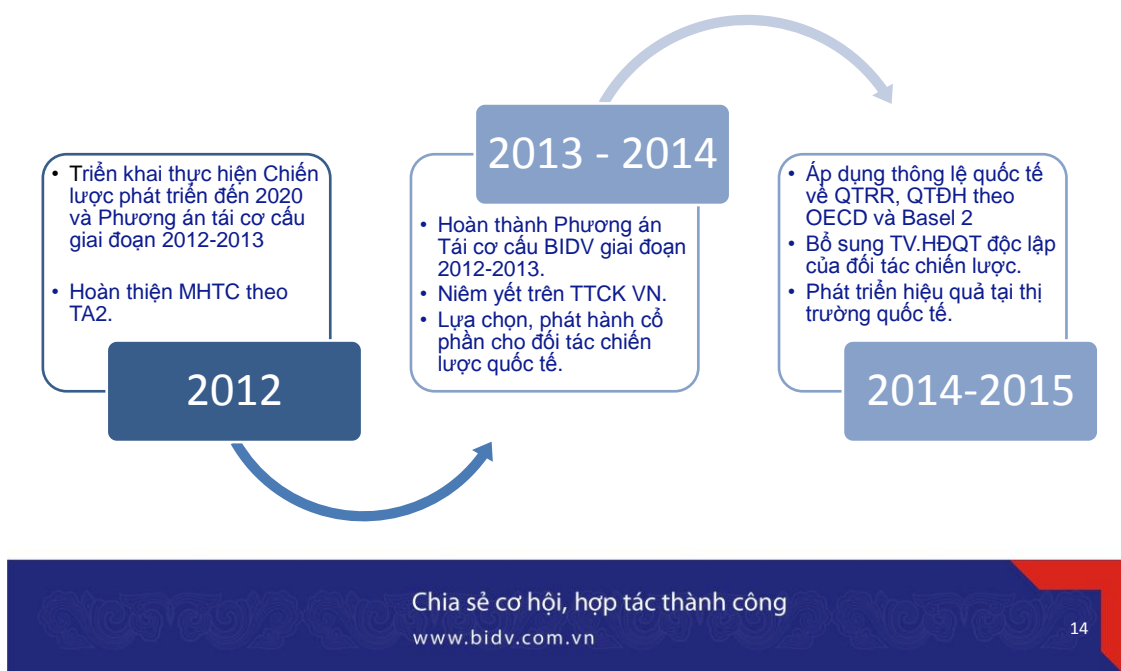 • Triển khai thực hiện Chiến
lược phát triển đến 2020
và Phương án tái cơ cấu
giai đoạn 2012-2013
• Hoàn thiện MHTC theo
TA2.
2012
2013 - 2014
• Hoàn thành Phương án
Tái cơ cấu BIDV giai đoạn
2012-2013.
• Niêm yết trên TTCK VN.
• Lựa chọn, phát hành cổ
phần cho đối tác chiến
lược quốc tế.
• Áp dụng thông lệ quốc tế
về QTRR, QTĐH theo
OECD và Basel 2
• Bổ sung TV.HĐQT độc lập
của đối tác chiến lược.
• Phát triển hiệu quả tại thị
trường quốc tế.
2014-2015
Chia sẻ cơ hội, hợp tác thành công
www.bidv.com.vn
14